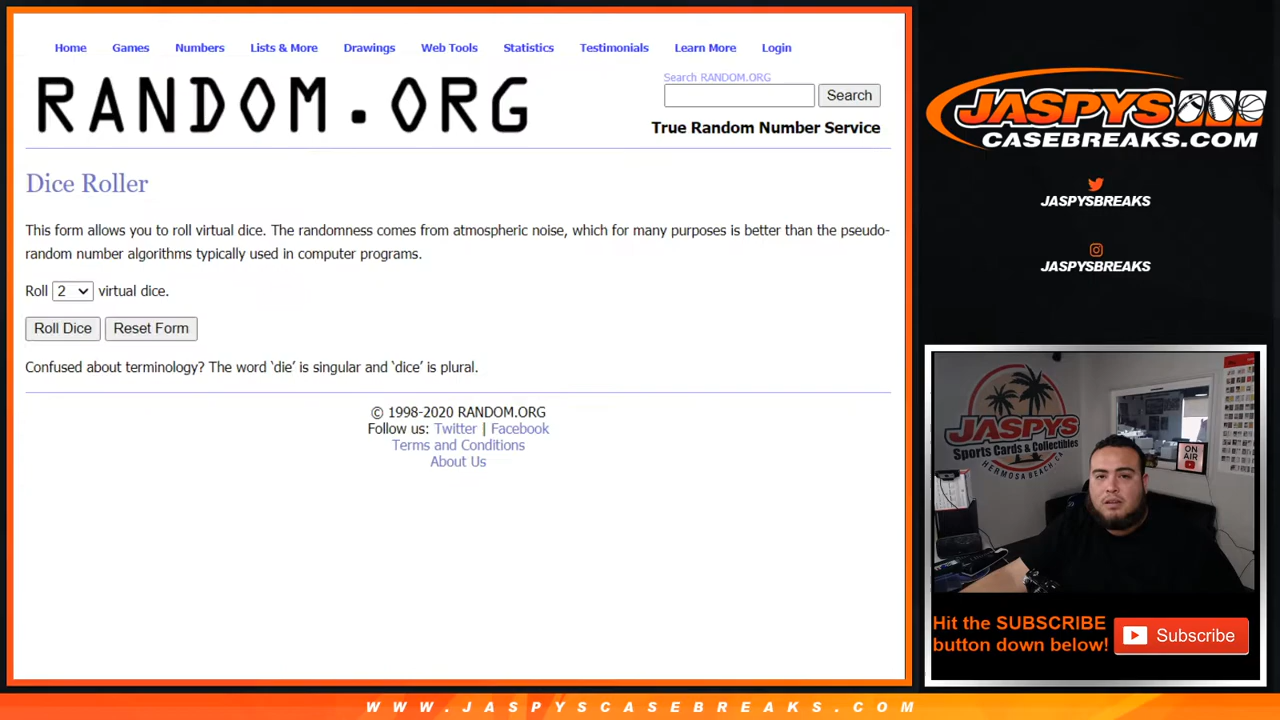 Home Games Numbers Lists & More Drawings Web Tools Statistics Testimonials Learn More Login
RANDOM.ORG
Search RANDOM.ORG
Search
True Random Number Service
Dice Roller
This form allows you to roll virtual dice. The randomness comes from atmospheric noise, which for many purposes is better than the pseudo-
random number algorithms typically used in computer programs.
Roll 2 virtual dice.
Roll Dice Reset Form
Confused about terminology? The word ‘die’ is singular and ‘dice’ is plural.
© 1998-2020 RANDOM.ORG
Follow us: Twitter | Facebook
Terms and Conditions
About Us
JASPYS
CASEBREAKS.COM
JASPYSBREAKS
JASPYSBREAKS
JASPYS
Sports Cards & Collectibles
HERMOSA BEACH, CA
ON
AIR
Hit the SUBSCRIBE
button down below!
Subscribe
WWW.JASPYSCASEBREAKS.COM